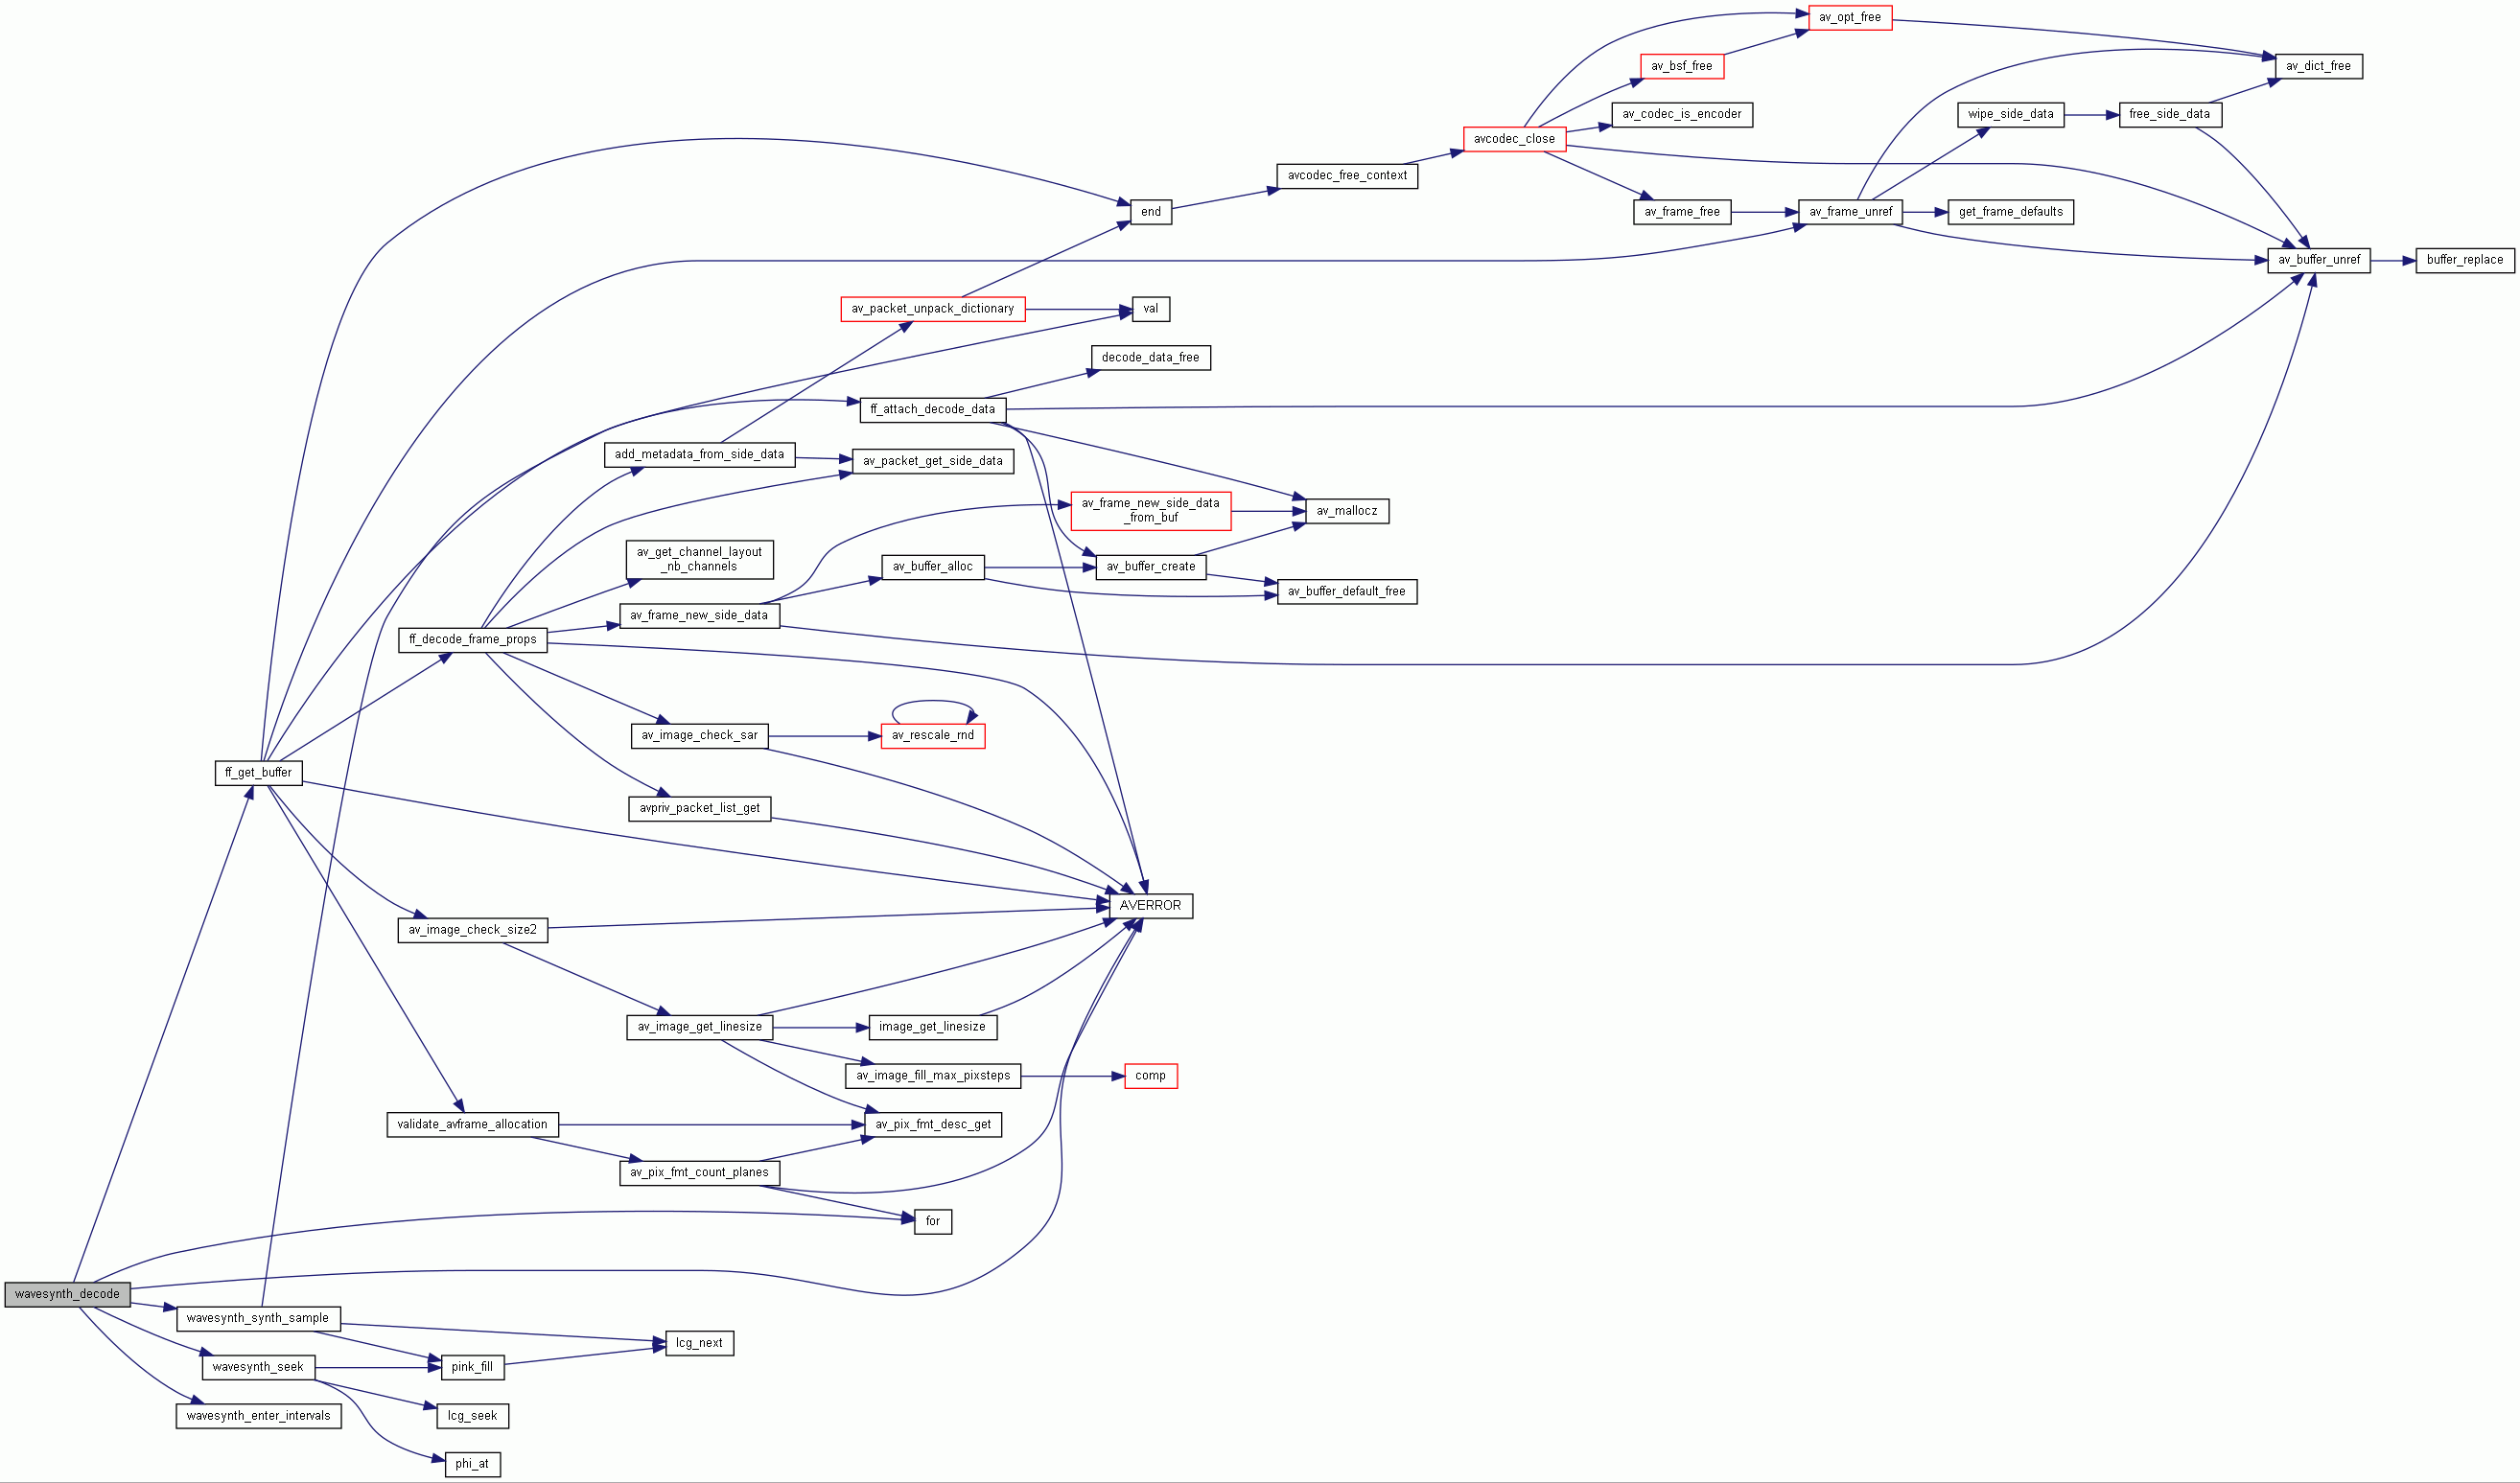 av_opt_free
av_bsf_free
av_dict_free
av_codec_is_encoder
wipe_side_data
free_side_data
avcodec_close
avcodec_free_context
end
av_frame_free
av_frame_unref
get_frame_defaults
av_buffer_unref
buffer_replace
av_packet_unpack_dictionary
val
decode_data_free
ff_attach_decode_data
add_metadata_from_side_data
av_packet_get_side_data
av_frame_new_side_data
_from_buf
av_mallocz
av_get_channel_layout
_nb_channels
av_buffer_alloc
av_buffer_create
av_buffer_default_free
av_frame_new_side_data
ff_decode_frame_props
av_image_check_sar
av_rescale_rnd
ff_get_buffer
avpriv_packet_list_get
AVERROR
av_image_check_size2
av_image_get_linesize
image_get_linesize
av_image_fill_max_pixsteps
comp
validate_avframe_allocation
av_pix_fmt_desc_get
av_pix_fmt_count_planes
for
wavesynth_decode
wavesynth_synth_sample
lcg_next
wavesynth_seek
pink_fill
wavesynth_enter_intervals
lcg_seek
phi_at